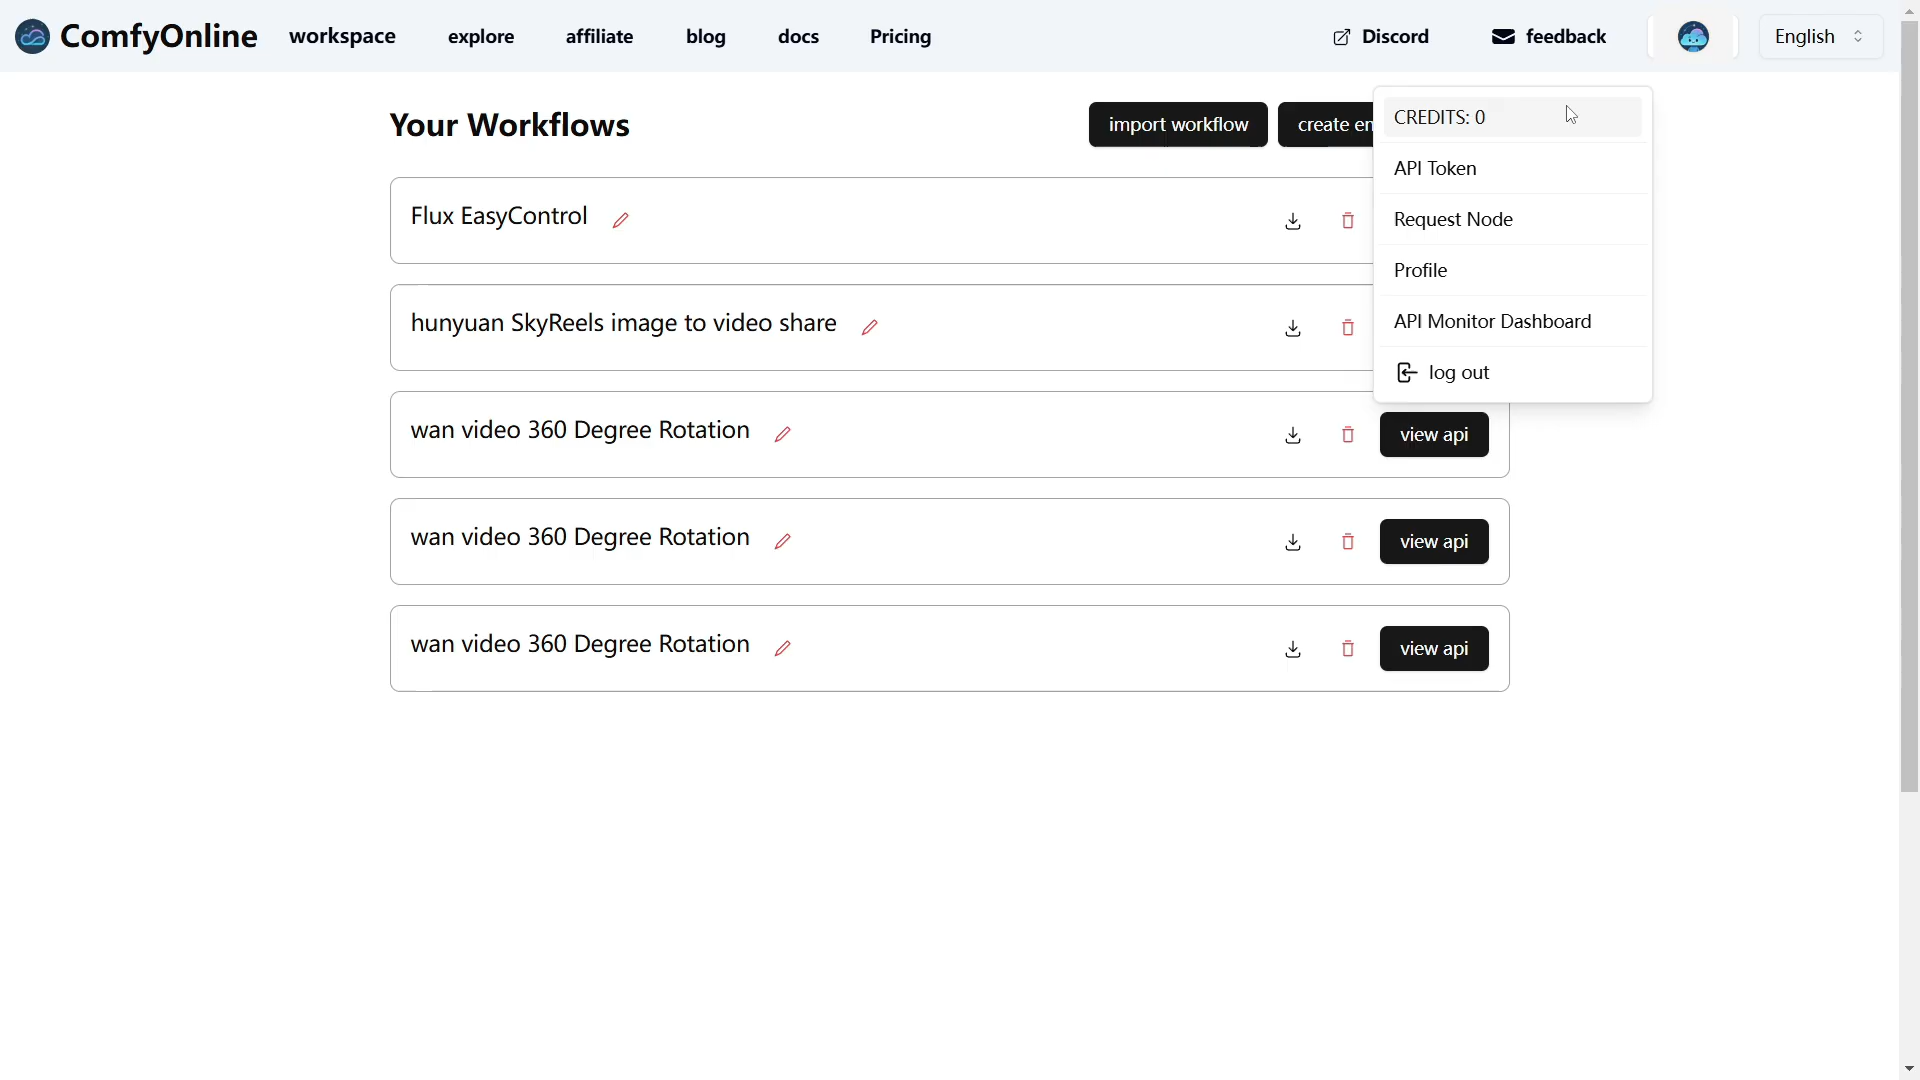 ComfyOnline workspace explore affiliate blog docs Pricing Discord feedback English
Your Workflows import workflow create en
CREDITS: 0
API Token
Request Node
Profile
API Monitor Dashboard
log out
Flux EasyControl
hunyuan SkyReels image to video share
wan video 360 Degree Rotation view api
wan video 360 Degree Rotation view api
wan video 360 Degree Rotation view api